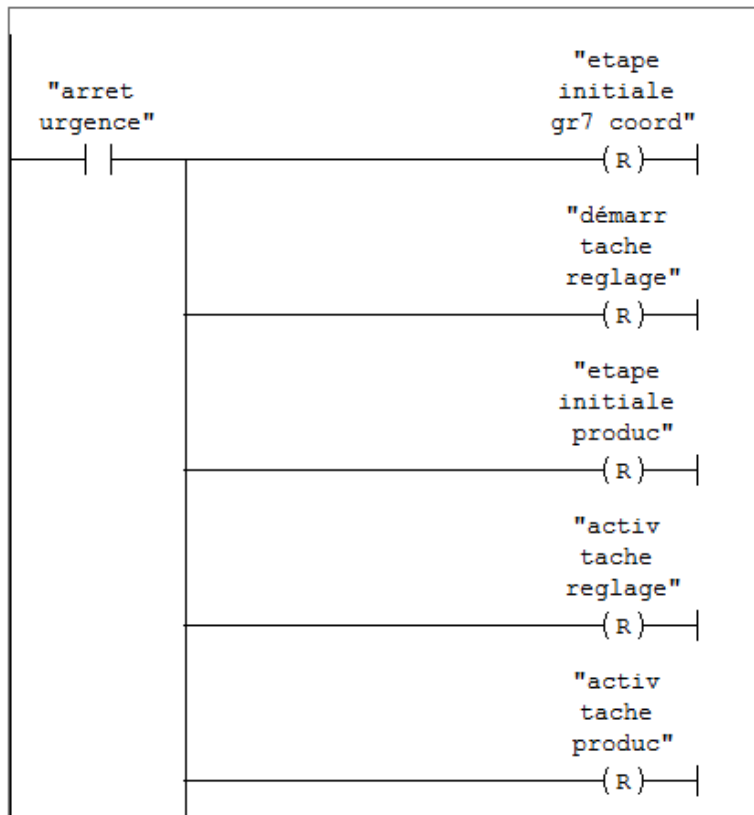 "etape
initiale
gr7 coord"
"arret
urgence"
R
"démarr
tache
reglage"
R
"etape
initiale
produc"
R
"activ
tache
reglage"
R
"activ
tache
produc"
R